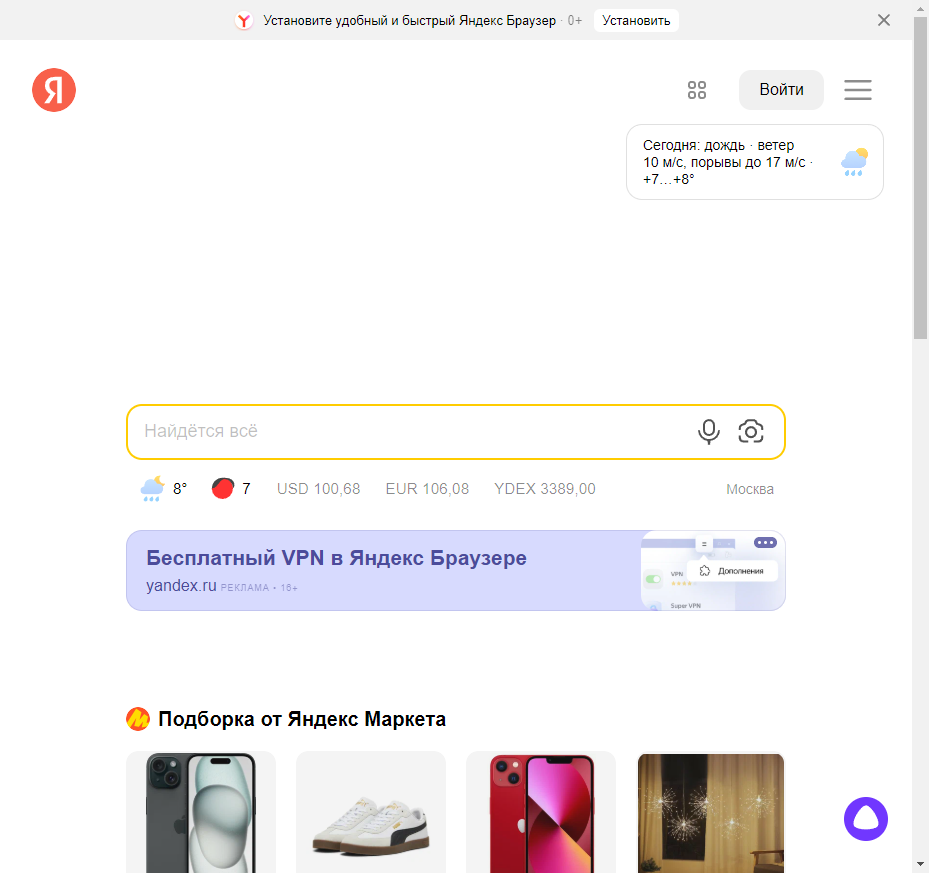 Установите удобный и быстрый Яндекс Браузер · 0+ Установить
Я
Войти
Сегодня: дождь · ветер
10 м/с, порывы до 17 м/с ·
+7…+8°
Найдётся всё
8° 7 USD 100,68 EUR 106,08 YDEX 3389,00 Москва
Бесплатный VPN в Яндекс Браузере
yandex.ru РЕКЛАМА • 16+
Дополнения
VPN
Super VPN
Подборка от Яндекс Маркета